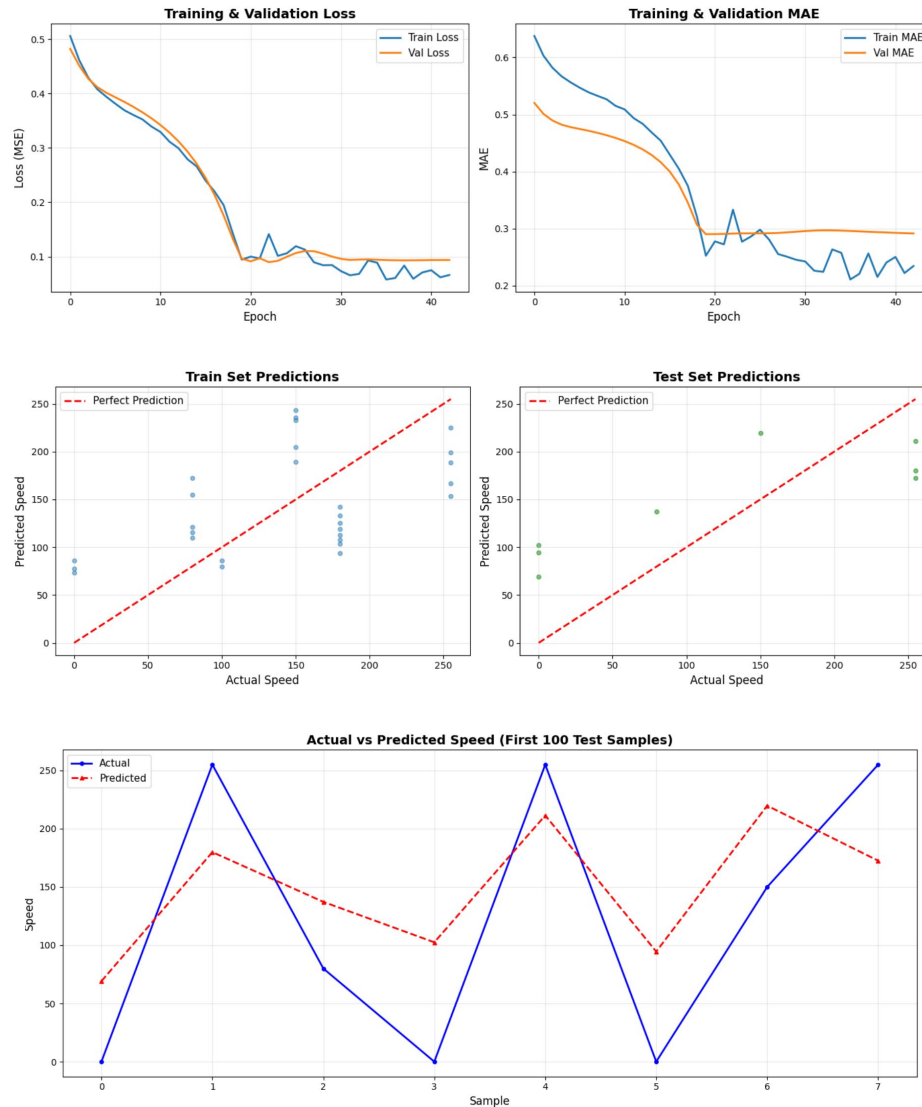 Training & Validation Loss
Train Loss
Val Loss
0.5
0.4
0.3
0.2
0.1
Loss (MSE)
0
10
20
30
40
Epoch
Training & Validation MAE
Train MAE
Val MAE
0.6
0.5
0.4
0.3
0.2
MAE
0
10
20
30
40
Epoch
Train Set Predictions
Perfect Prediction
250
200
150
100
50
0
Predicted Speed
0
50
100
150
200
250
Actual Speed
Test Set Predictions
Perfect Prediction
250
200
150
100
50
0
Predicted Speed
0
50
100
150
200
250
Actual Speed
Actual vs Predicted Speed (First 100 Test Samples)
Actual
Predicted
250
200
150
100
50
0
Speed
0
1
2
3
4
5
6
7
Sample